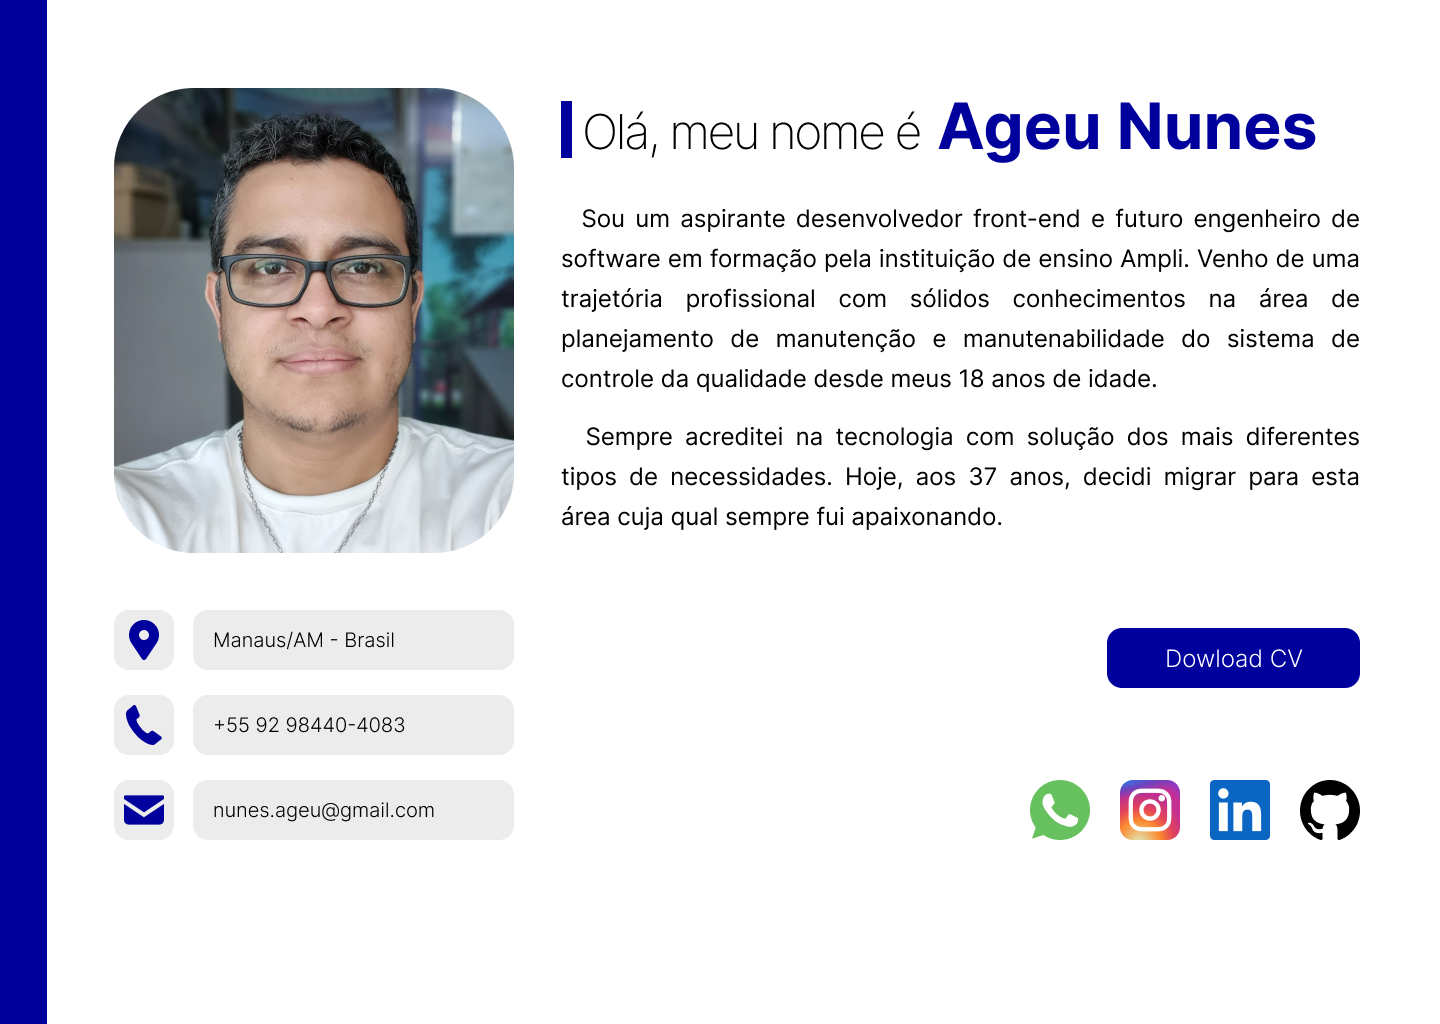 Olá, meu nome é Ageu Nunes
Sou um aspirante desenvolvedor front-end e futuro engenheiro de
software em formação pela instituição de ensino Ampli. Venho de uma
trajetória profissional com sólidos conhecimentos na área de
planejamento de manutenção e manutenabilidade do sistema de
controle da qualidade desde meus 18 anos de idade.
Sempre acreditei na tecnologia com solução dos mais diferentes
tipos de necessidades. Hoje, aos 37 anos, decidi migrar para esta
área cuja qual sempre fui apaixonando.
Manaus/AM - Brasil
+55 92 98440-4083
nunes.ageu@gmail.com
Dowload CV
in